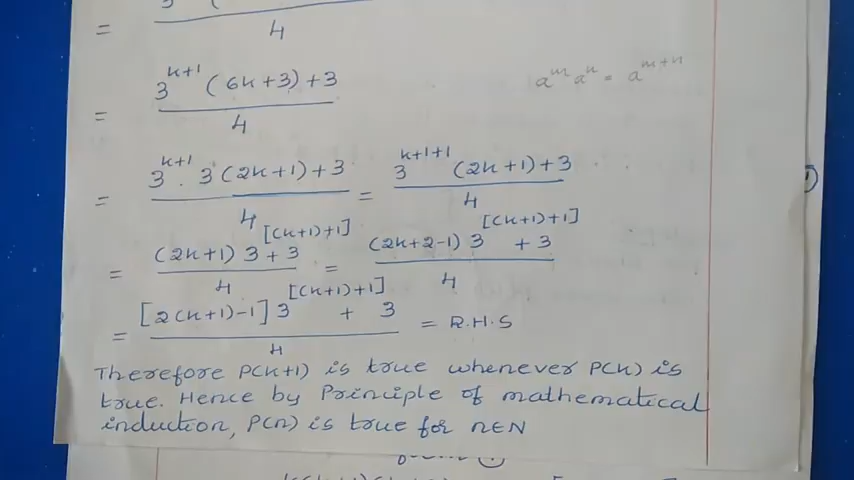 = 4
= 3^{k+1} (6k+3)+3 / 4
a^m a^n = a^{m+n}
= 3^{k+1} . 3^1 (2k+1)+3 / 4 = 3^{k+1+1} (2k+1)+3 / 4
= (2k+1) 3^{[(k+1)+1]} + 3 / 4 = (2k+2-1) 3^{[(k+1)+1]} + 3 / 4
= [2(k+1)-1] 3^{[(k+1)+1]} + 3 / 4 = R.H.S
Therefore P(k+1) is true whenever P(k) is
true. Hence by Principle of mathematical
induction, P(n) is true for n∈N